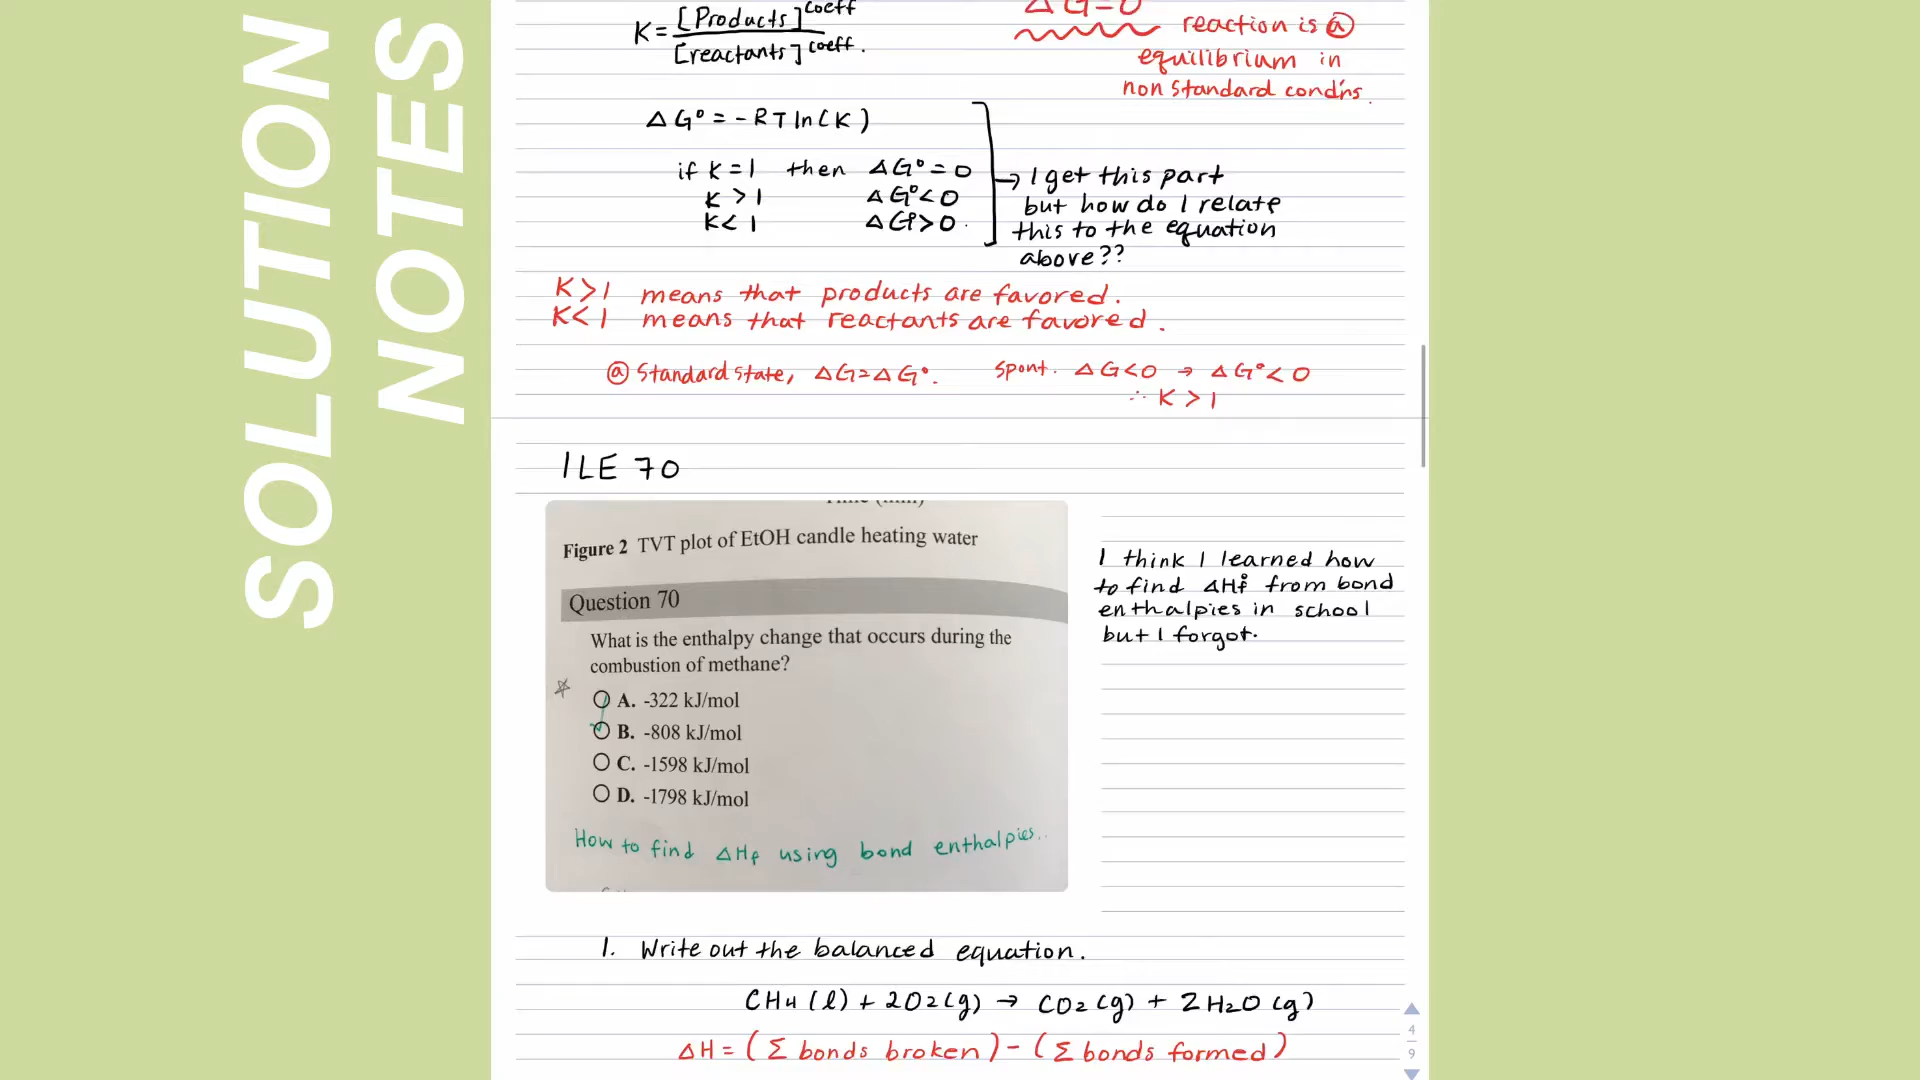 SOLUTION
NOTES
K = [Products]coeff
[reactants]coeff.
ΔG=0
reaction is @
equilibrium in
non standard cond'ns.
ΔG° = -RT ln(K)
if K = 1 then ΔG° = 0
K > 1 ΔG° < 0
K < 1 ΔG° > 0.
→ I get this part
but how do I relate
this to the equation
above??
K > 1 means that products are favored.
K < 1 means that reactants are favored.
@ Standard state, ΔG=ΔG°. Spont. ΔG<0 → ΔG°<0
∴ K > 1
ILE 70
Figure 2 TVT plot of EtOH candle heating water
Question 70
What is the enthalpy change that occurs during the
combustion of methane?
A. -322 kJ/mol
B. -808 kJ/mol
C. -1598 kJ/mol
D. -1798 kJ/mol
How to find ΔHf using bond enthalpies..
I think I learned how
to find ΔHf° from bond
enthalpies in school
but I forgot.
1. Write out the balanced equation.
CH4(l) + 2O2(g) → CO2(g) + 2H2O(g)
ΔH = (Σ bonds broken) - (Σ bonds formed)
4
9